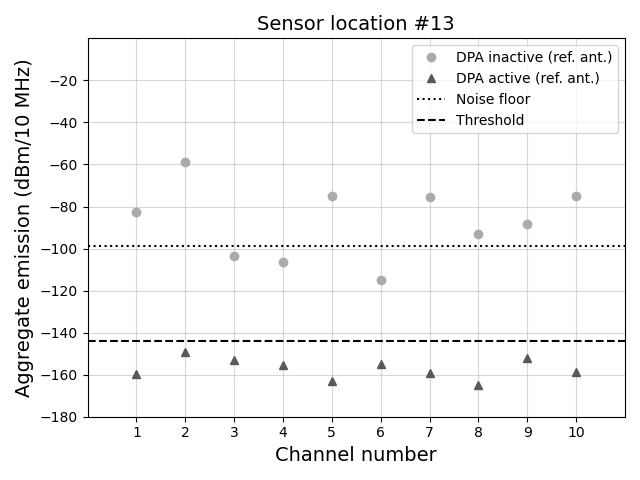 Sensor location #13
DPA inactive (ref. ant.)
DPA active (ref. ant.)
Noise floor
Threshold
Aggregate emission (dBm/10 MHz)
−20
−40
−60
−80
−100
−120
−140
−160
−180
1 2 3 4 5 6 7 8 9 10
Channel number